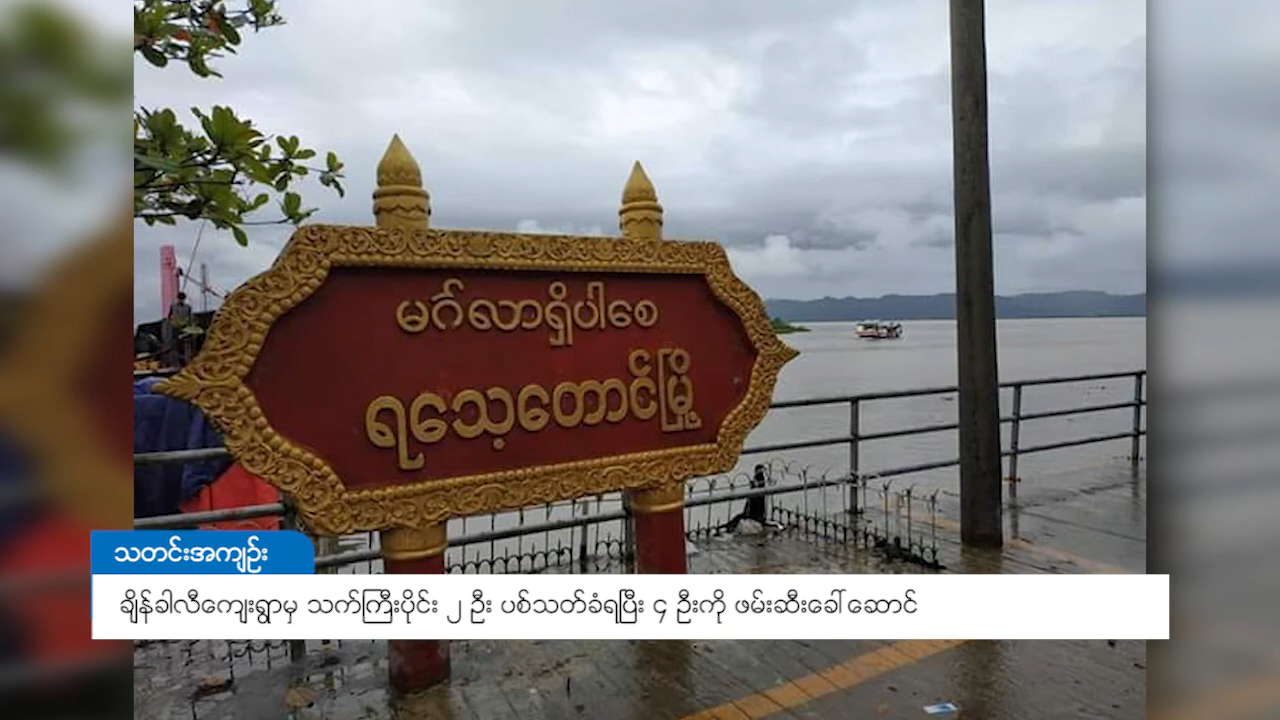 မင်္ဂလာရှိပါစေ
ရသေ့တောင်မြို့
သတင်းအကျဉ်း
ချိန်ခါလီကျေးရွာမှ သက်ကြီးပိုင်း ၂ ဦး ပစ်သတ်ခံရပြီး ၄ ဦးကို ဖမ်းဆီးခေါ်ဆောင်